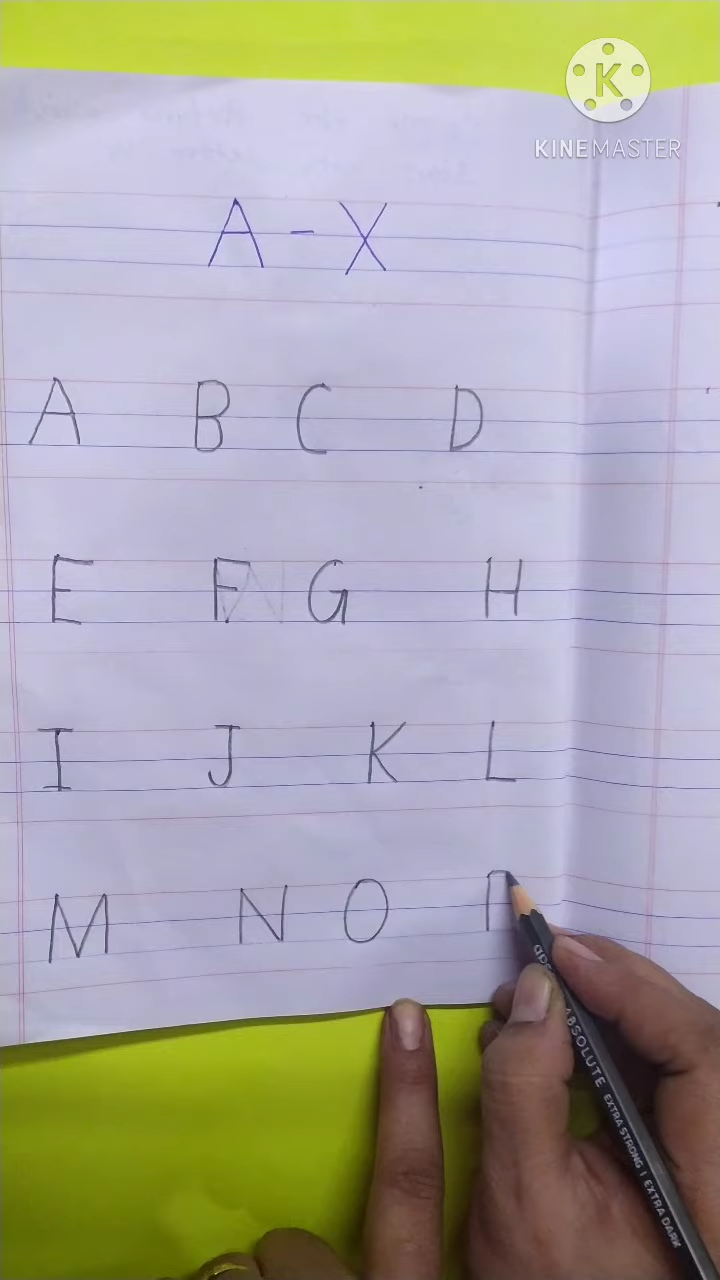 K
KINEMASTER
A - X
A B C D
E F G H
I J K L
M N O
ABSOLUTE EXTRA STRONG | EXTRA DARK